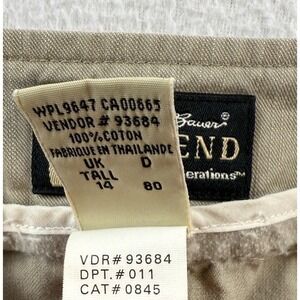 WPL9647 CA00665
VENDOR # 93684
100% COTON
FABRIQUE EN THAILANDE
UK D
TALL
14 80
Bauer
END
erations™
VDR# 93684
DPT.# 011
CAT# 0845